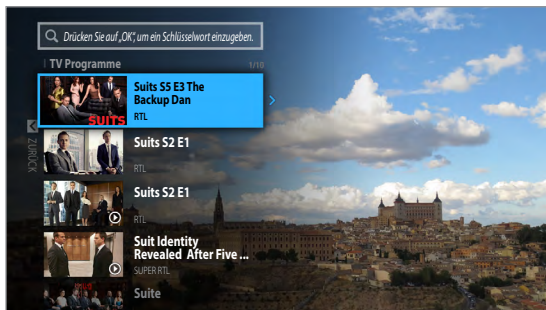 Drücken Sie auf „OK“, um ein Schlüsselwort einzugeben.
TV Programme 1/10
Suits S5 E3 The
Backup Dan
RTL
SUITS
ZURÜCK
Suits S2 E1
RTL
Suits S2 E1
RTL
Suit Identity
Revealed After Five ...
SUPER RTL
Suite